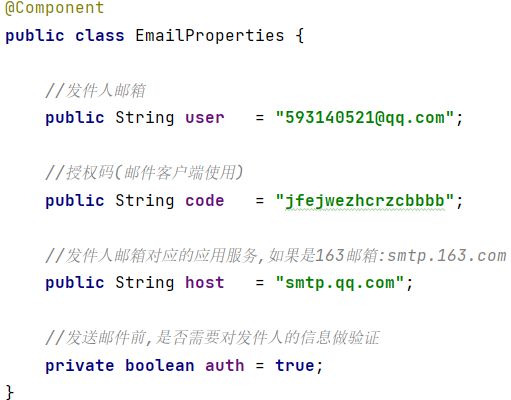 @Component
public class EmailProperties {
//发件人邮箱
public String user = "593140521@qq.com";
//授权码(邮件客户端使用)
public String code = "jfejwezhcrzcbbbb";
//发件人邮箱对应的应用服务,如果是163邮箱:smtp.163.com
public String host = "smtp.qq.com";
//发送邮件前,是否需要对发件人的信息做验证
private boolean auth = true;
}